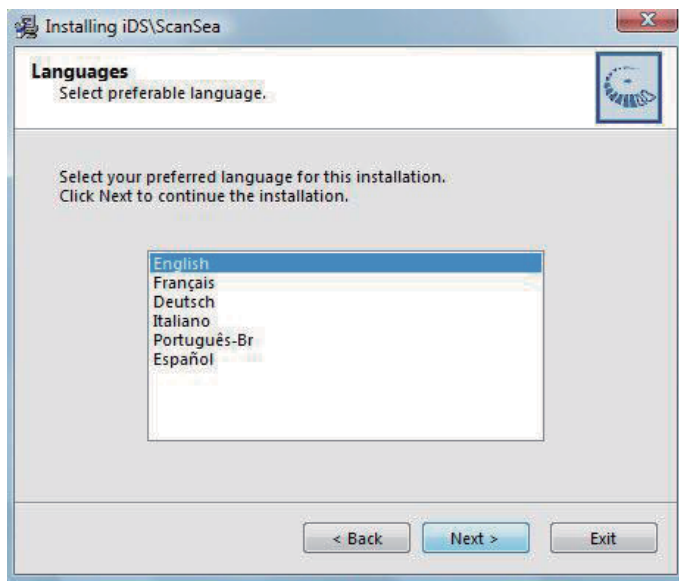 Installing iDS\ScanSea
Languages
Select preferable language.
Select your preferred language for this installation.
Click Next to continue the installation.
English
Français
Deutsch
Italiano
Português-Br
Español
< Back
Next >
Exit